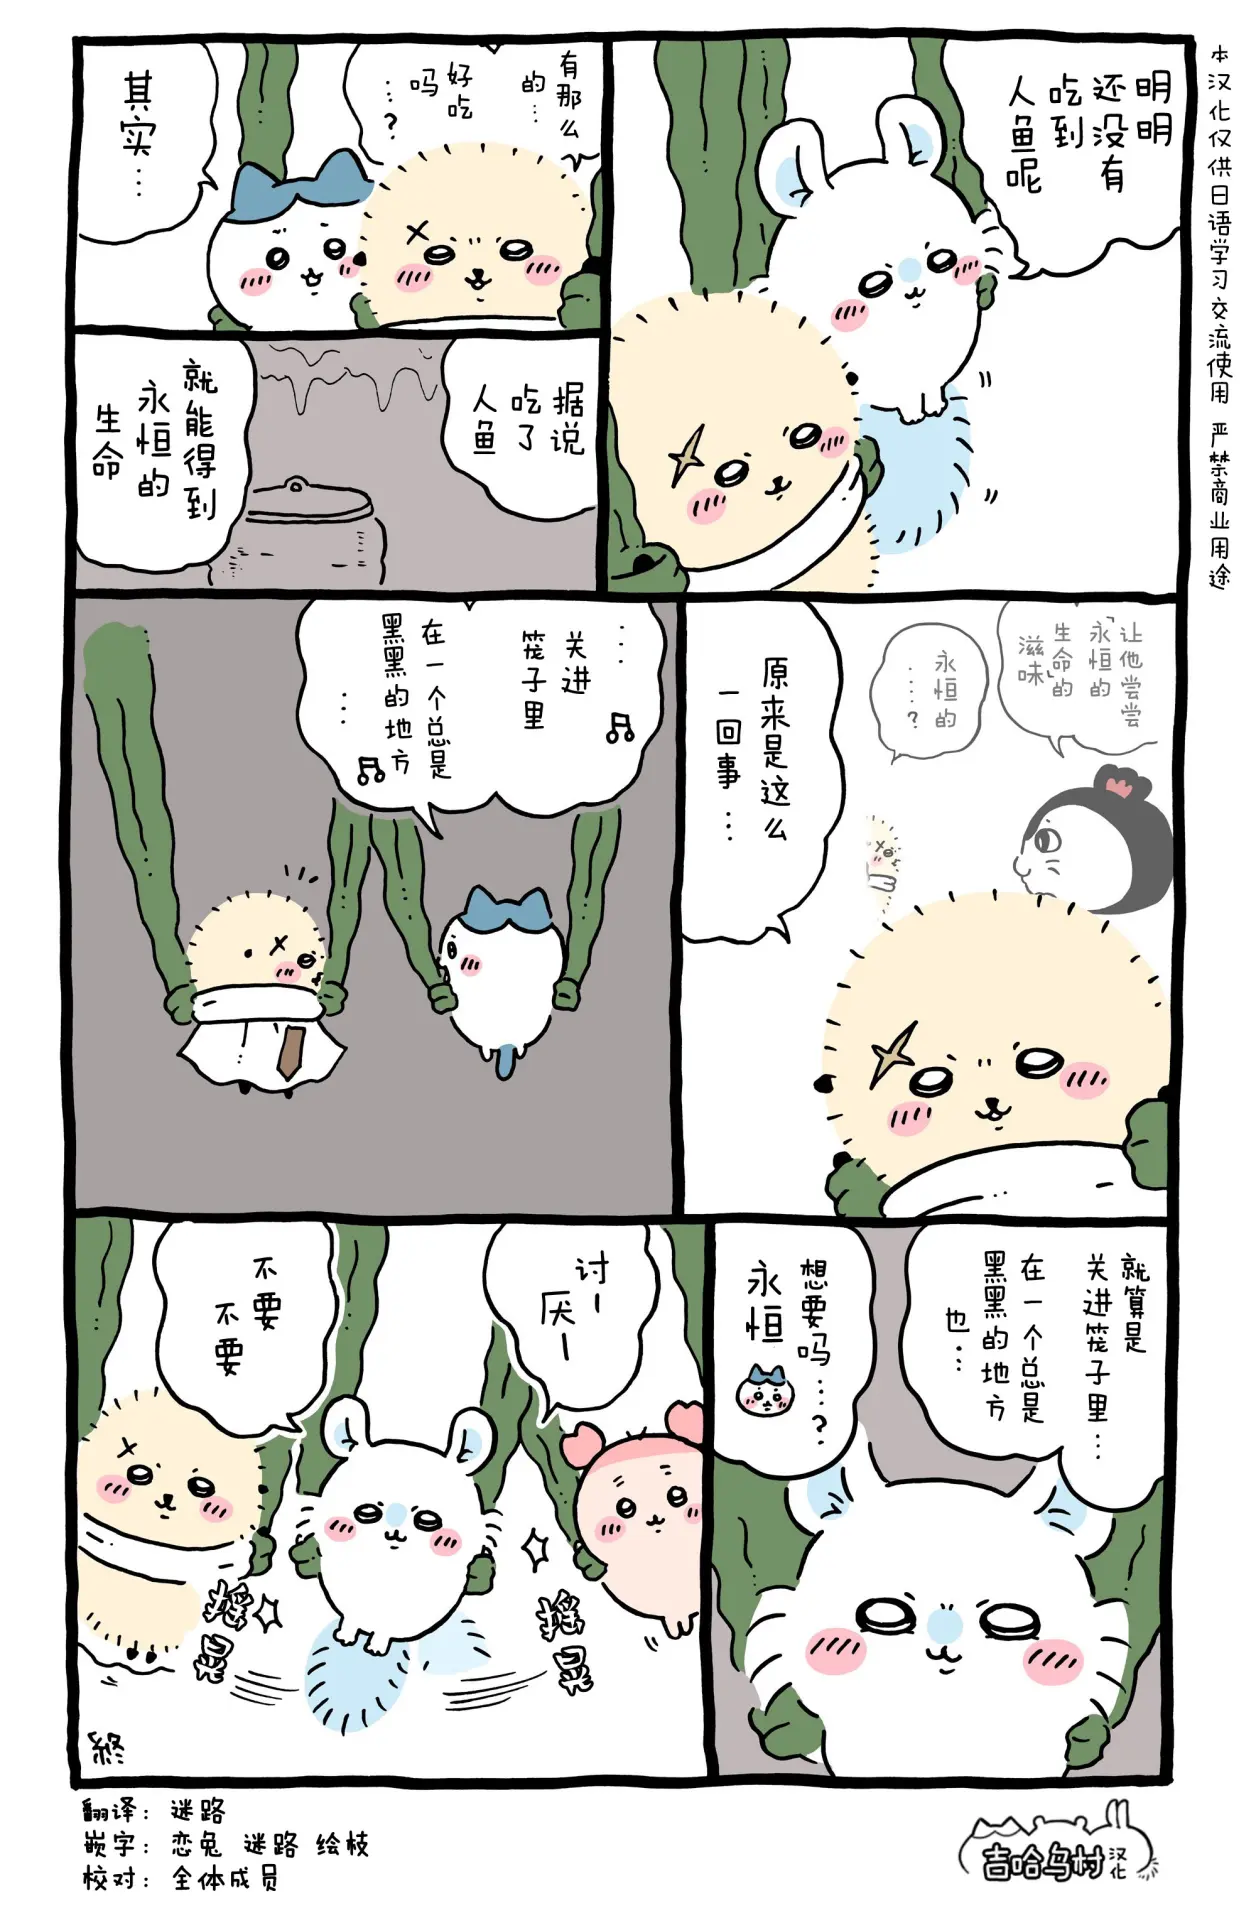 明明
还没有
吃到
人鱼呢
有那么
的…
好吃
吗
…?
其实…
据说
吃了
人鱼
就能得到
永恒的
生命
让他尝尝
「永恒的
生命的
滋味」
永恒的
……?
原来是这么
一回事…
…
关进
笼子里
在一个总是
黑黑的地方
…
就算是
关进笼子里…
在一个总是
黑黑的地方
也…
想要吗…?
永恒
讨ー
厌ー
不要
不要
摇晃
摇晃
終
翻译：迷路
嵌字：恋兔 迷路 绘枝
校对：全体成员
吉哈乌村汉化
本汉化仅供日语学习交流使用 严禁商业用途